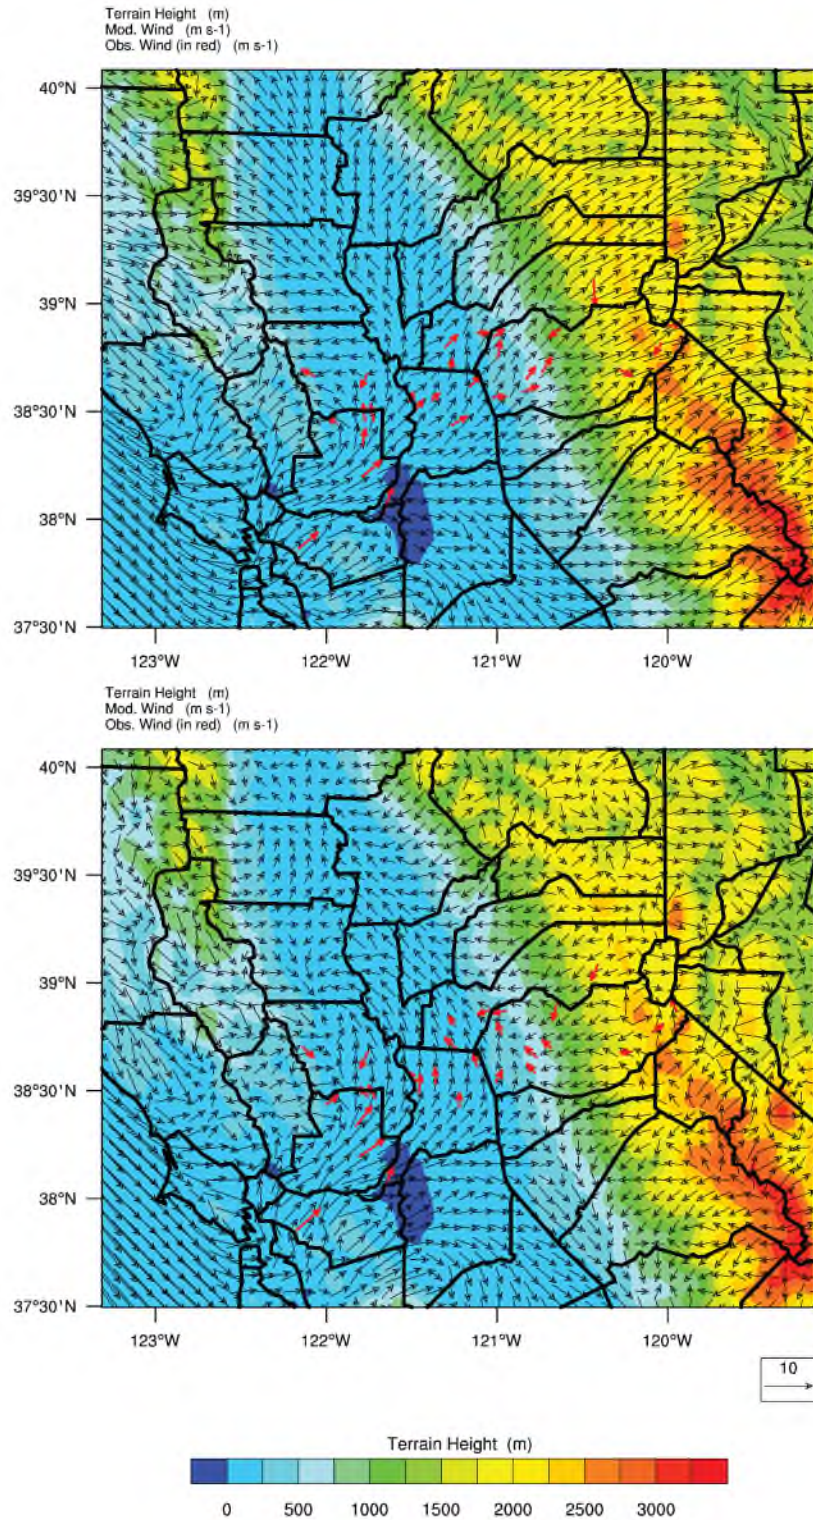 Terrain Height (m)
Mod. Wind (m s-1)
Obs. Wind (in red) (m s-1)
40°N
39°30'N
39°N
38°30'N
38°N
37°30'N
123°W 122°W 121°W 120°W
Terrain Height (m)
Mod. Wind (m s-1)
Obs. Wind (in red) (m s-1)
40°N
39°30'N
39°N
38°30'N
38°N
37°30'N
123°W 122°W 121°W 120°W
10
Terrain Height (m)
0 500 1000 1500 2000 2500 3000